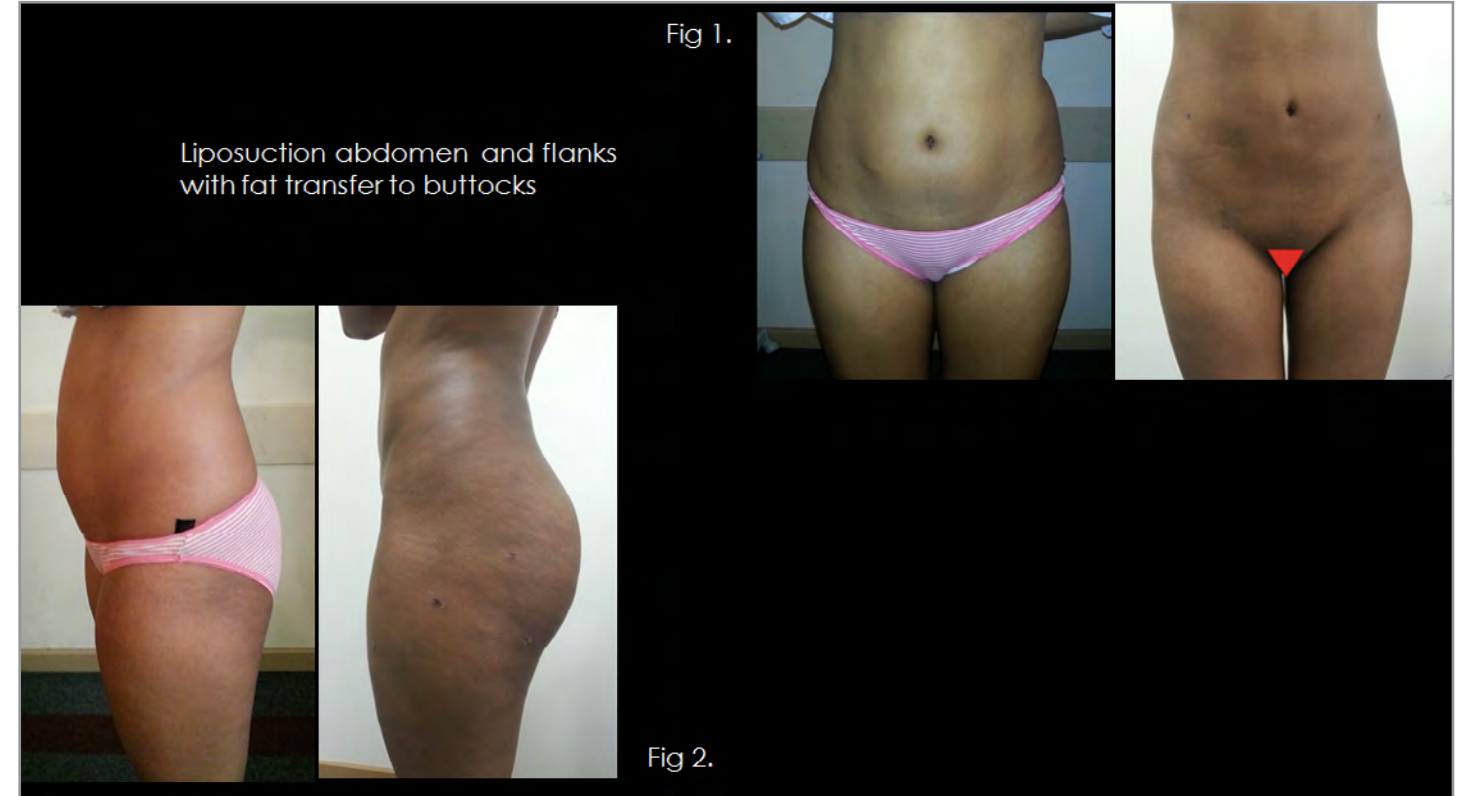 Fig 1.
Liposuction abdomen and flanks
with fat transfer to buttocks
Fig 2.